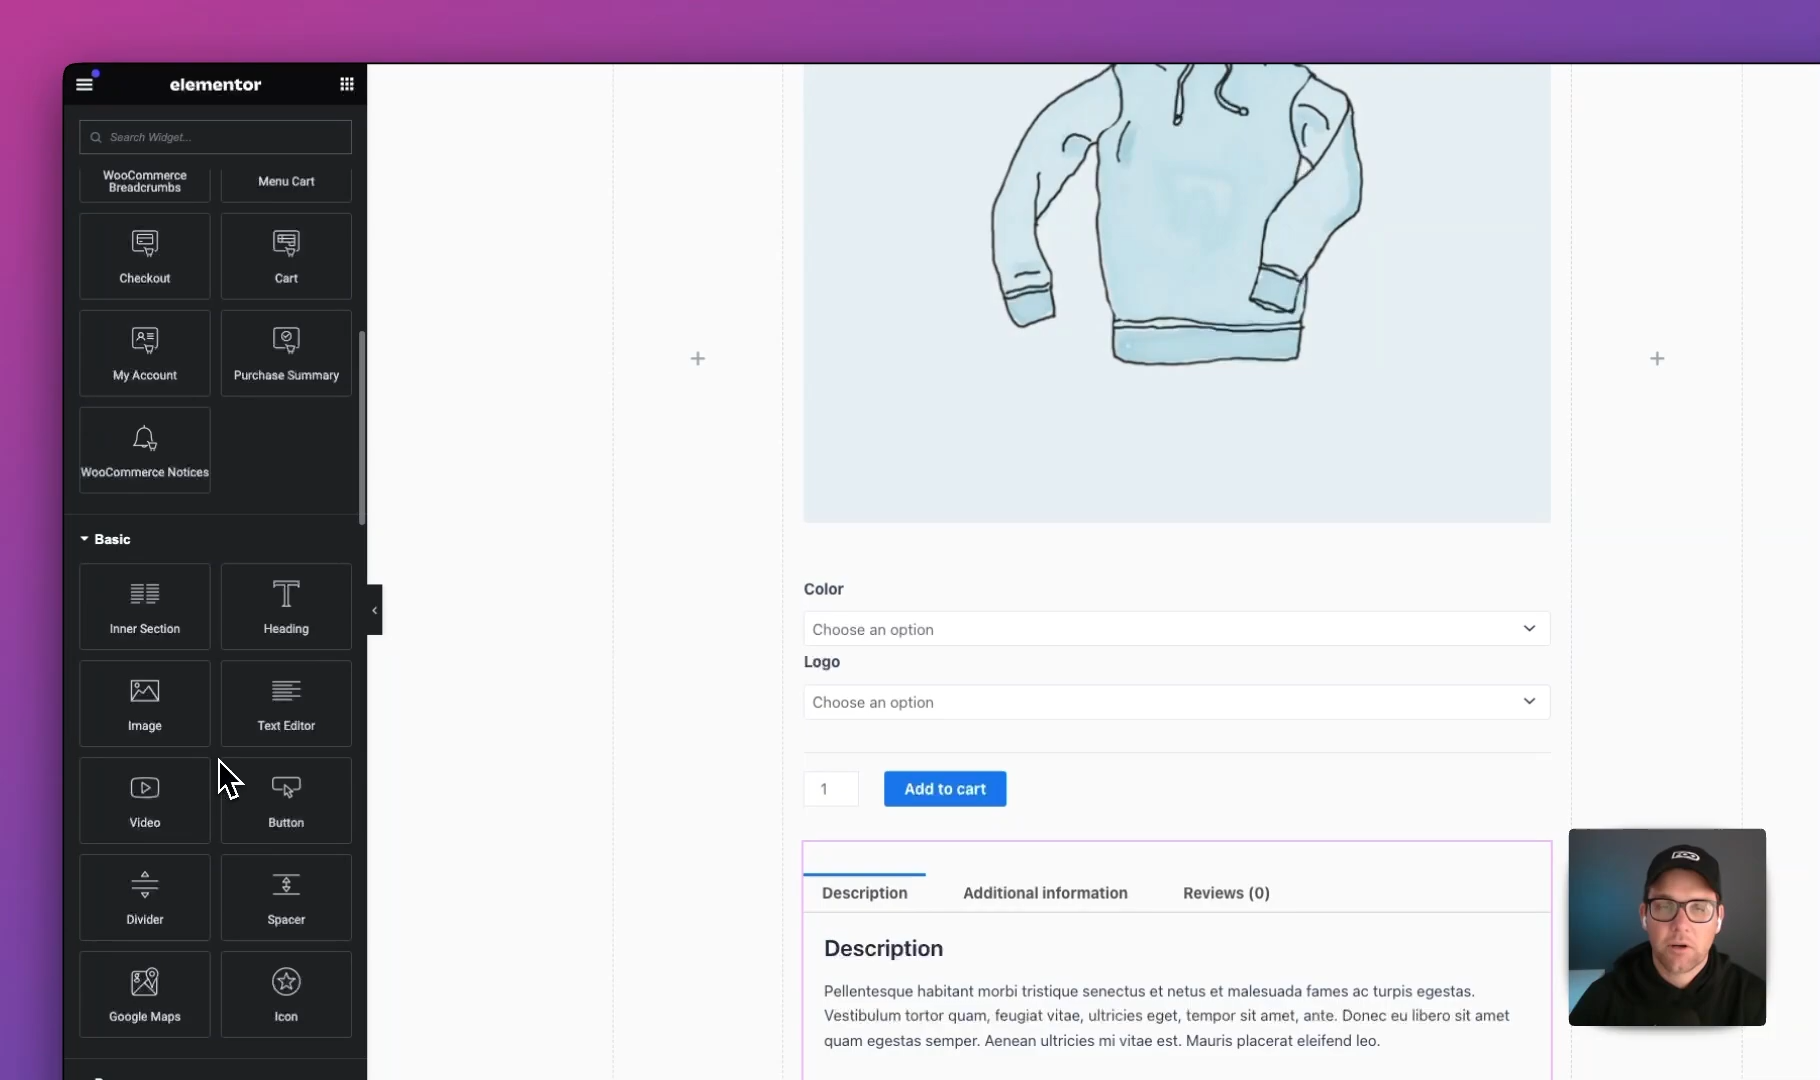 elementor
Search Widget...
WooCommerce
Breadcrumbs
Menu Cart
Checkout
Cart
My Account
Purchase Summary
WooCommerce Notices
Basic
Inner Section
Heading
Image
Text Editor
Video
Button
Divider
Spacer
Google Maps
Icon
Color
Choose an option
Logo
Choose an option
1
Add to cart
Description
Additional information
Reviews (0)
Description
Pellentesque habitant morbi tristique senectus et netus et malesuada fames ac turpis egestas.
Vestibulum tortor quam, feugiat vitae, ultricies eget, tempor sit amet, ante. Donec eu libero sit amet
quam egestas semper. Aenean ultricies mi vitae est. Mauris placerat eleifend leo.